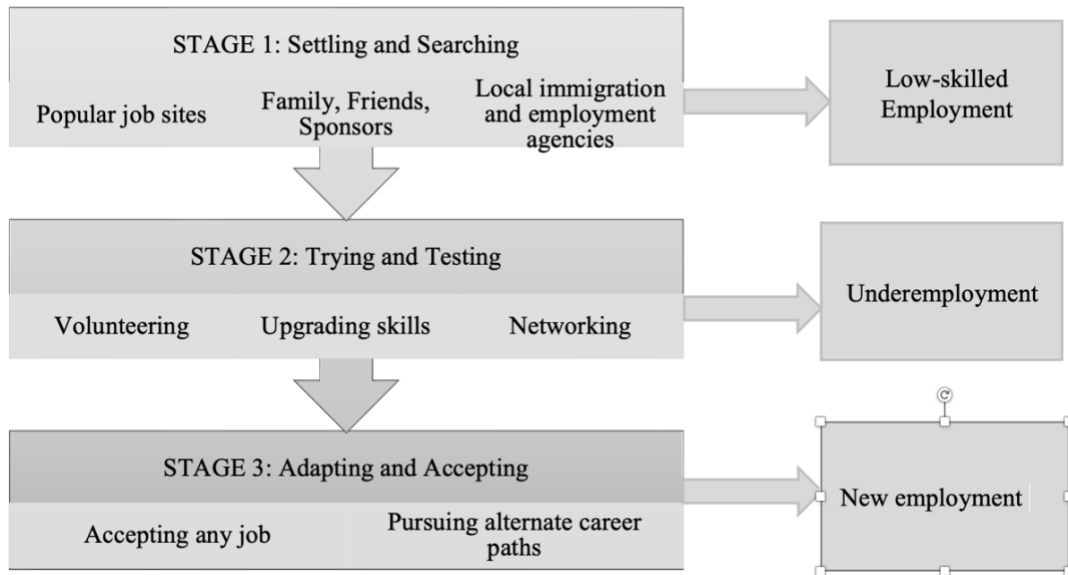 STAGE 1: Settling and Searching
Popular job sites
Family, Friends,
Sponsors
Local immigration
and employment
agencies
Low-skilled
Employment
STAGE 2: Trying and Testing
Volunteering
Upgrading skills
Networking
Underemployment
STAGE 3: Adapting and Accepting
Accepting any job
Pursuing alternate career
paths
New employment